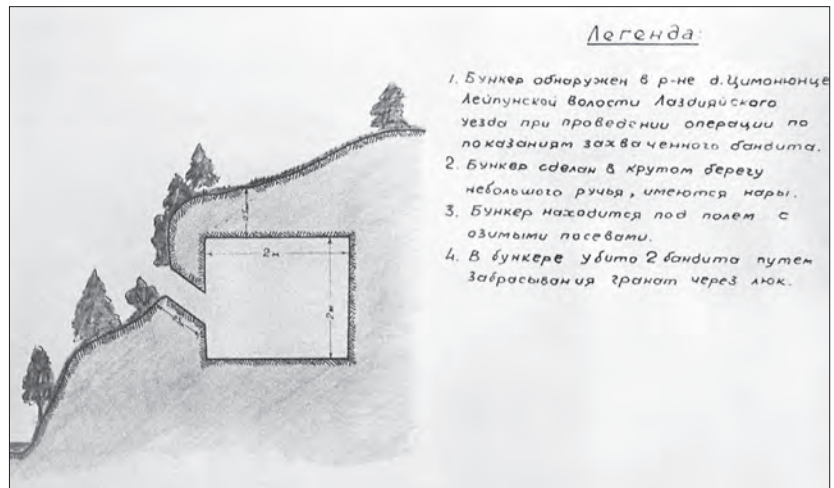 Легенда:
1. Бункер обнаружен в р-не д. Цимонюнце
Лейпунской волости Лаздияйского
уезда при проведении операции по
показаниям захваченного бандита.
2. Бункер сделан в крутом берегу
небольшого ручья, имеются нары.
3. Бункер находится под полем с
озимыми посевами.
4. В бункере убито 2 бандита путем
забрасывания гранат через люк.
2м
2м